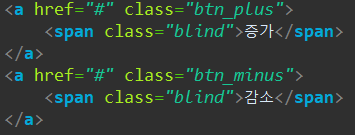 <a href="#" class="btn_plus">
    <span class="blind">증가</span>
</a>
<a href="#" class="btn_minus">
    <span class="blind">감소</span>
</a>